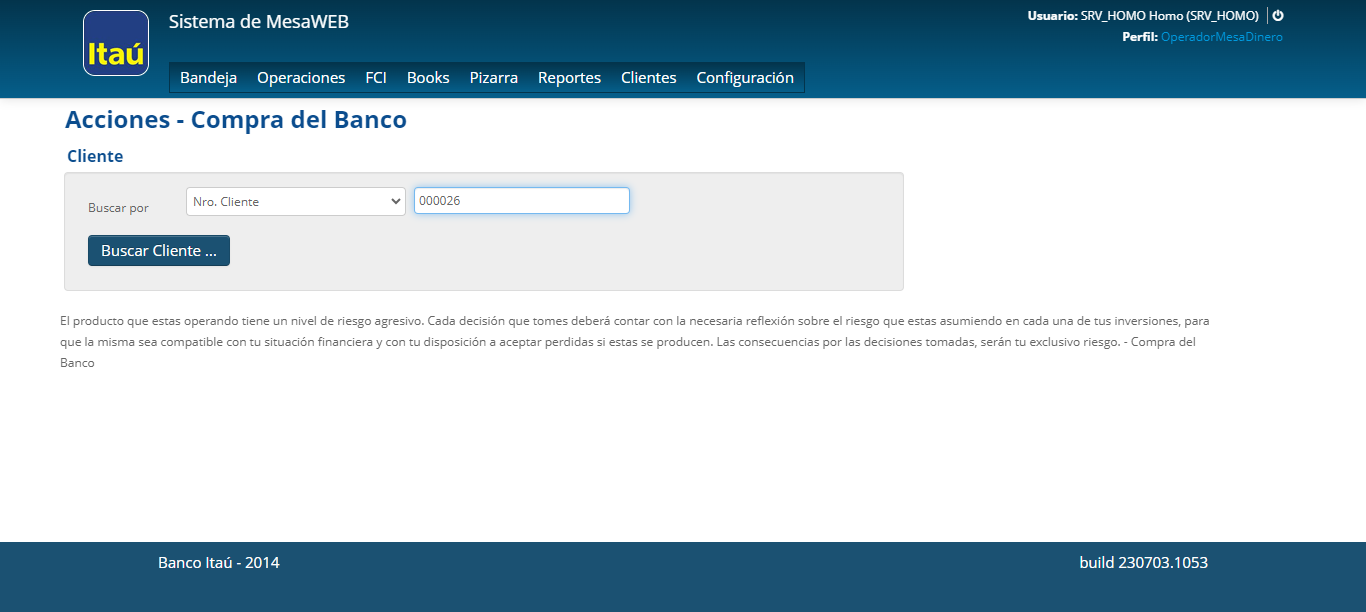 Itaú
Sistema de MesaWEB
Usuario: SRV_HOMO Homo (SRV_HOMO)
Perfil: OperadorMesaDinero
Bandeja Operaciones FCI Books Pizarra Reportes Clientes Configuración
Acciones - Compra del Banco
Cliente
Buscar por Nro. Cliente 000026
Buscar Cliente ...
El producto que estas operando tiene un nivel de riesgo agresivo. Cada decisión que tomes deberá contar con la necesaria reflexión sobre el riesgo que estas asumiendo en cada una de tus inversiones, para
que la misma sea compatible con tu situación financiera y con tu disposición a aceptar perdidas si estas se producen. Las consecuencias por las decisiones tomadas, serán tu exclusivo riesgo. - Compra del
Banco
Banco Itaú - 2014 build 230703.1053